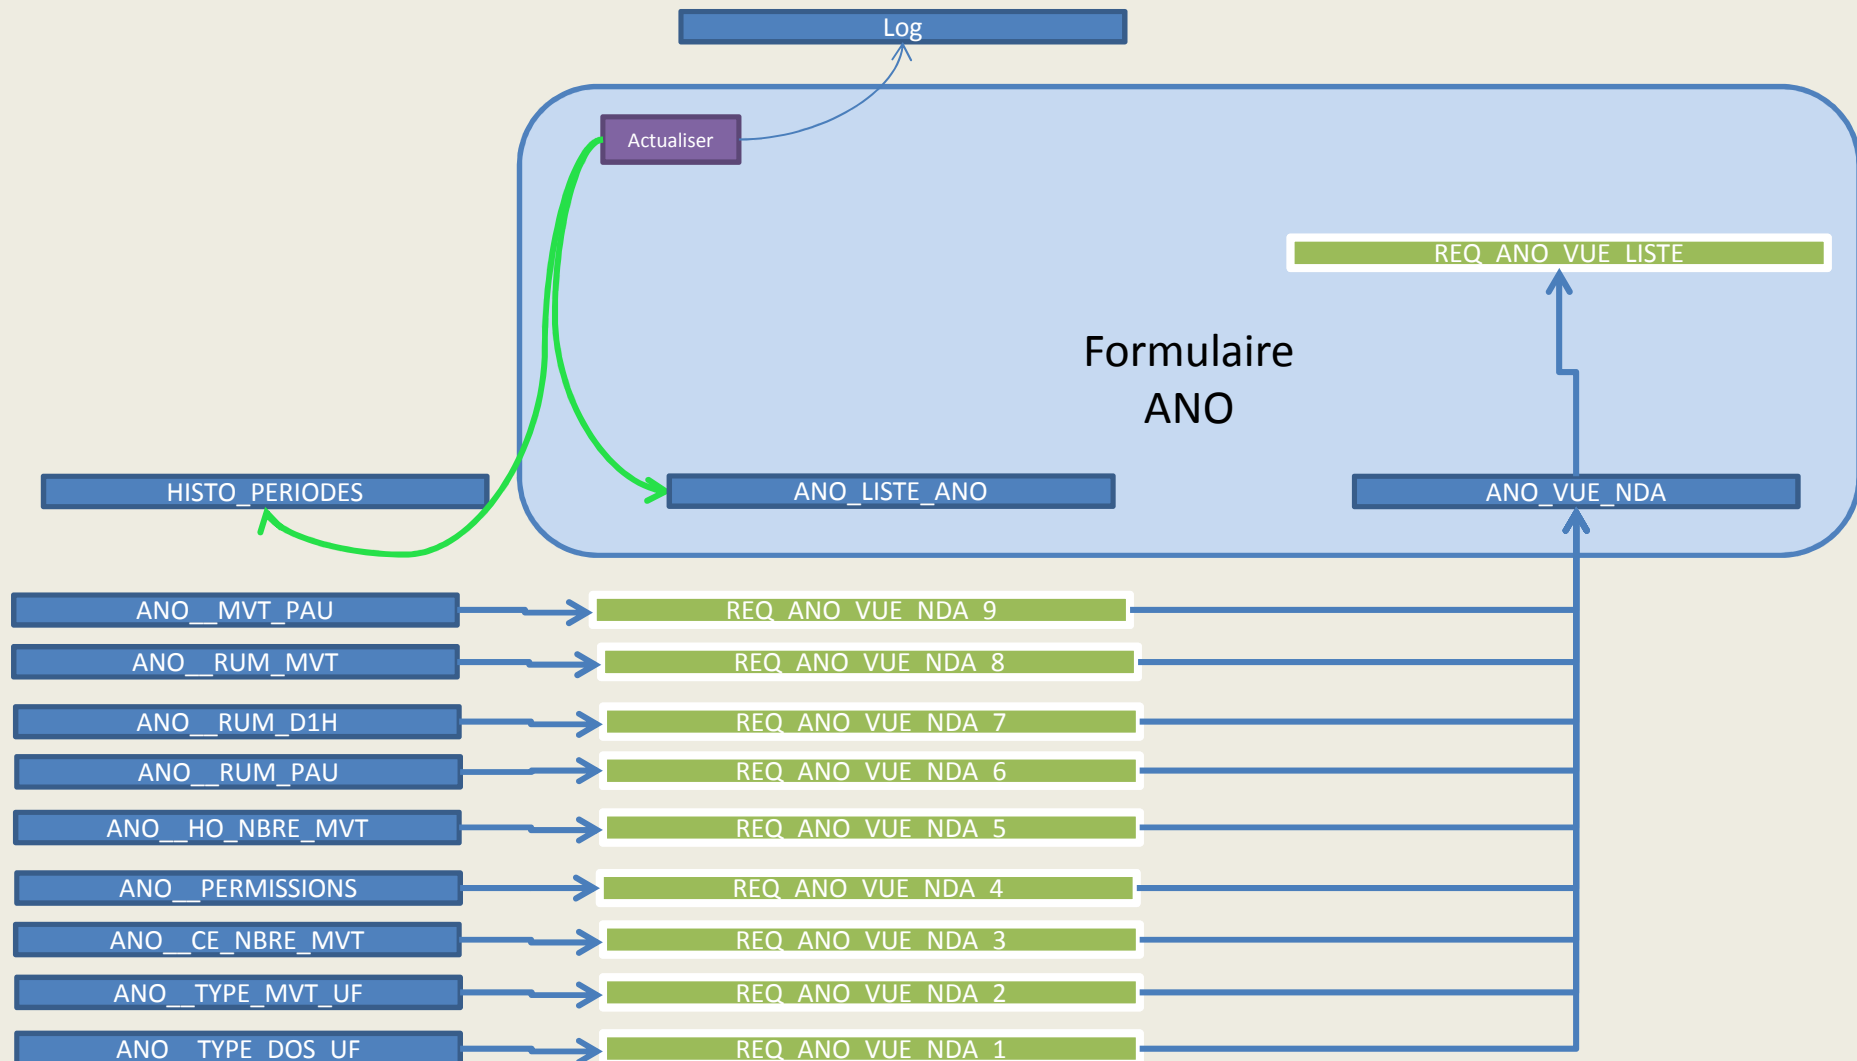 Log
Actualiser
REQ_ANO_VUE_LISTE
Formulaire
ANO
HISTO_PERIODES
ANO_LISTE_ANO
ANO_VUE_NDA
ANO__MVT_PAU
REQ_ANO_VUE_NDA_9
ANO__RUM_MVT
REQ_ANO_VUE_NDA_8
ANO__RUM_D1H
REQ_ANO_VUE_NDA_7
ANO__RUM_PAU
REQ_ANO_VUE_NDA_6
ANO__HO_NBRE_MVT
REQ_ANO_VUE_NDA_5
ANO__PERMISSIONS
REQ_ANO_VUE_NDA_4
ANO__CE_NBRE_MVT
REQ_ANO_VUE_NDA_3
ANO__TYPE_MVT_UF
REQ_ANO_VUE_NDA_2
ANO__TYPE_DOS_UF
REQ_ANO_VUE_NDA_1